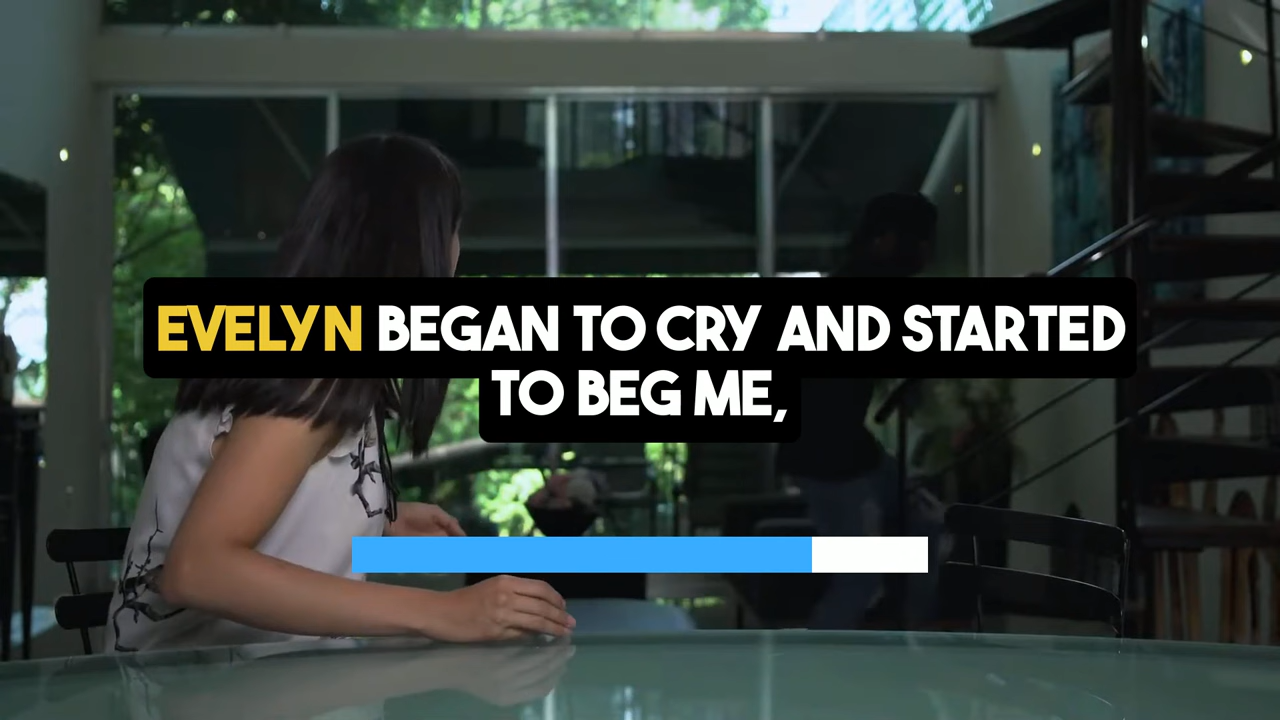 EVELYN BEGAN TO CRY AND STARTED
TO BEG ME,